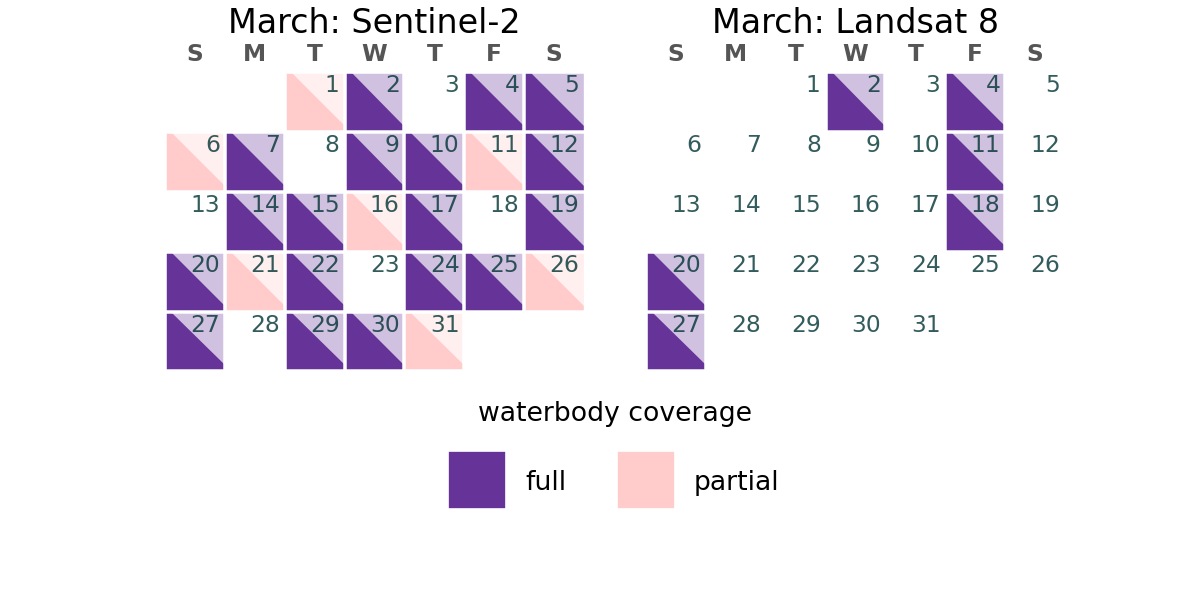 March: Sentinel-2
S M T W T F S
1 2 3 4 5
6 7 8 9 10 11 12
13 14 15 16 17 18 19
20 21 22 23 24 25 26
27 28 29 30 31
March: Landsat 8
S M T W T F S
1 2 3 4 5
6 7 8 9 10 11 12
13 14 15 16 17 18 19
20 21 22 23 24 25 26
27 28 29 30 31
waterbody coverage
full partial